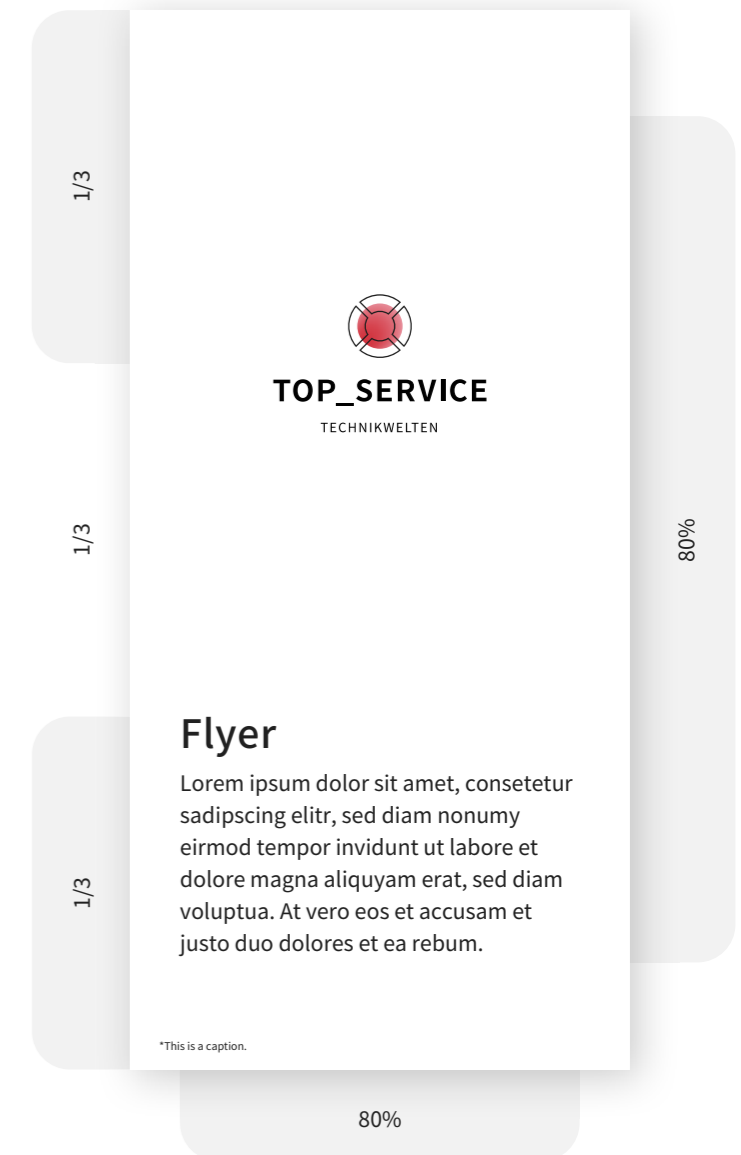 1/3
TOP_SERVICE
TECHNIKWELTEN
1/3
80%
Flyer
Lorem ipsum dolor sit amet, consetetur
sadipscing elitr, sed diam nonumy
eirmod tempor invidunt ut labore et
dolore magna aliquyam erat, sed diam
voluptua. At vero eos et accusam et
justo duo dolores et ea rebum.
1/3
*This is a caption.
80%